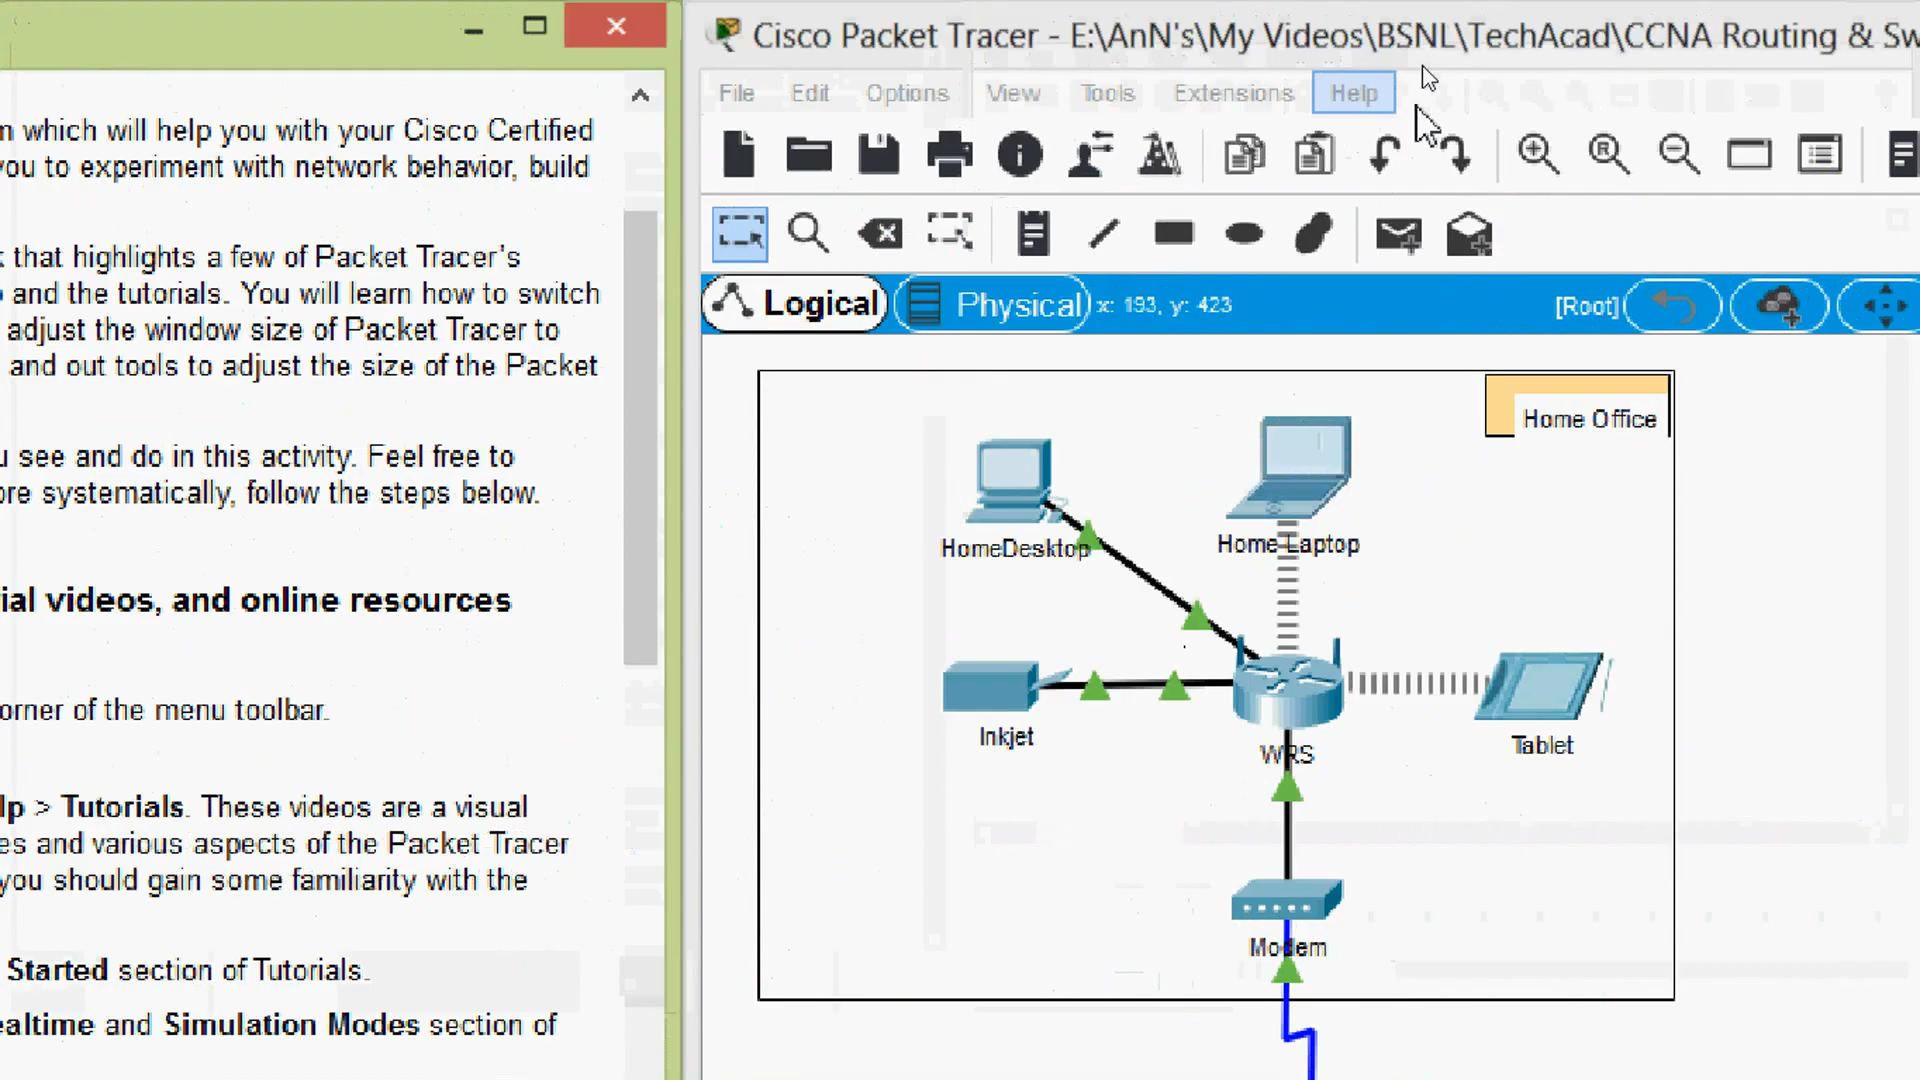 n which will help you with your Cisco Certified
you to experiment with network behavior, build
that highlights a few of Packet Tracer's
and the tutorials. You will learn how to switch
adjust the window size of Packet Tracer to
and out tools to adjust the size of the Packet
u see and do in this activity. Feel free to
ore systematically, follow the steps below.
ial videos, and online resources
orner of the menu toolbar.
lp > Tutorials. These videos are a visual
es and various aspects of the Packet Tracer
you should gain some familiarity with the
Started section of Tutorials.
ealtime and Simulation Modes section of
Cisco Packet Tracer - E:\AnN's\My Videos\BSNL\TechAcad\CCNA Routing & Sw
File Edit Options View Tools Extensions Help
Logical Physical x: 193, y: 423 [Root]
Home Office
HomeDesktop
Home Laptop
Inkjet
WRS
Tablet
Modem